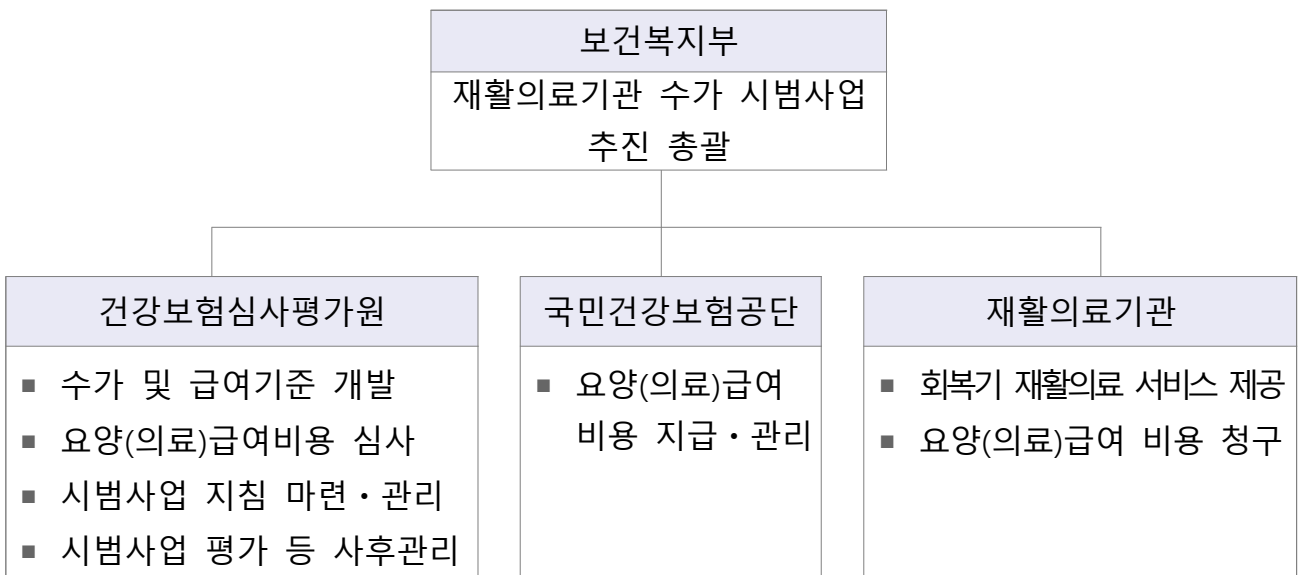 보건복지부
재활의료기관 수가 시범사업
추진 총괄
건강보험심사평가원
■ 수가 및 급여기준 개발
■ 요양(의료)급여비용 심사
■ 시범사업 지침 마련・관리
■ 시범사업 평가 등 사후관리
국민건강보험공단
■ 요양(의료)급여
비용 지급・관리
재활의료기관
■ 회복기 재활의료 서비스 제공
■ 요양(의료)급여 비용 청구